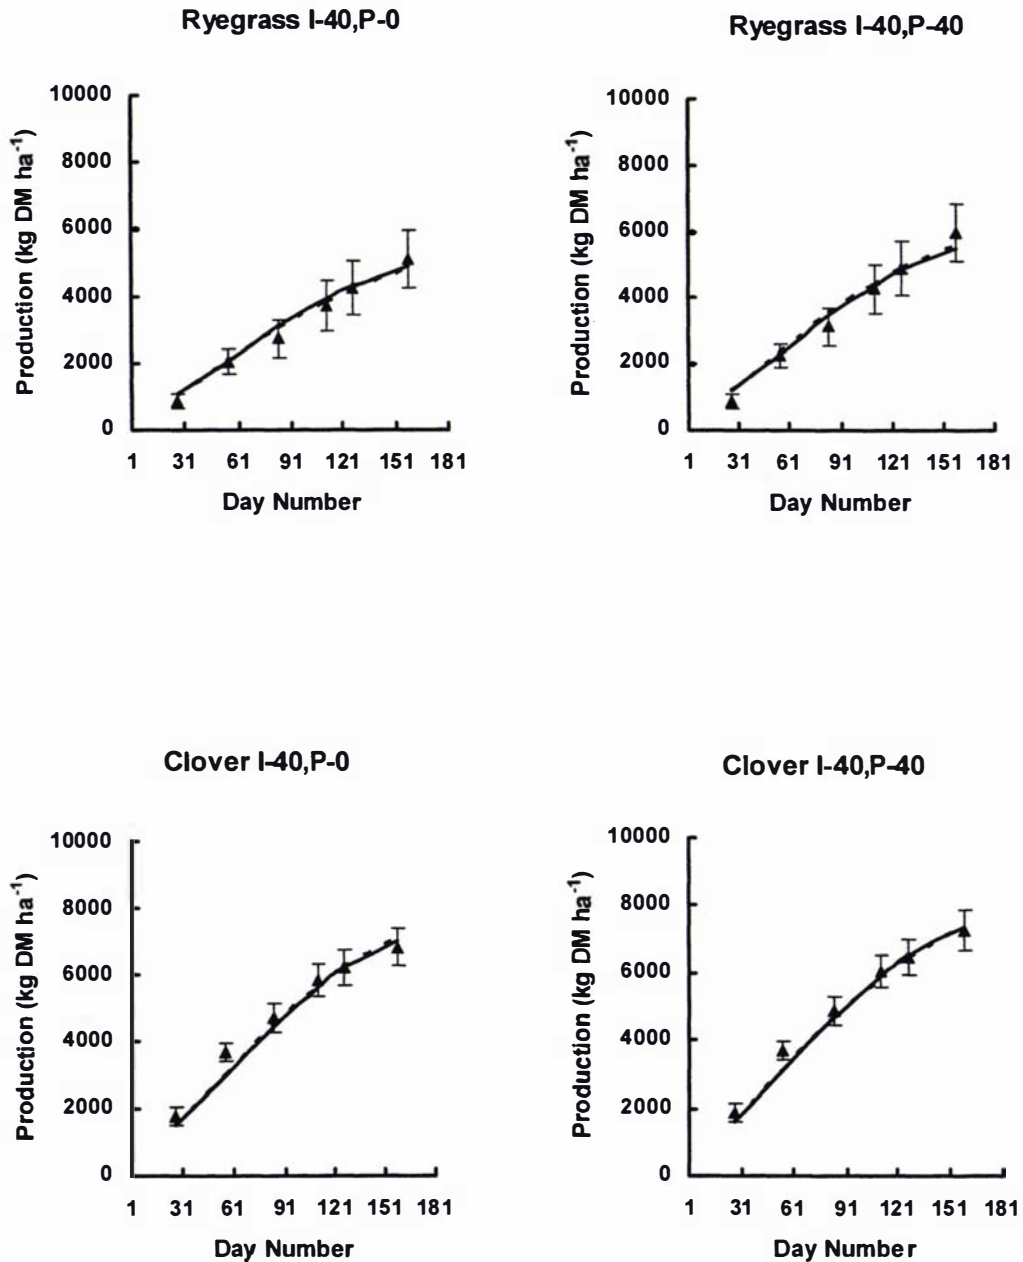 Ryegrass I-40,P-0
Production (kg DM ha⁻¹)
10000
8000
6000
4000
2000
0
1 31 61 91 121 151 181
Day Number
Ryegrass I-40,P-40
Production (kg DM ha⁻¹)
10000
8000
6000
4000
2000
0
1 31 61 91 121 151 181
Day Number
Clover I-40,P-0
Production (kg DM ha⁻¹)
10000
8000
6000
4000
2000
0
1 31 61 91 121 151 181
Day Number
Clover I-40,P-40
Production (kg DM ha⁻¹)
10000
8000
6000
4000
2000
0
1 31 61 91 121 151 181
Day Number